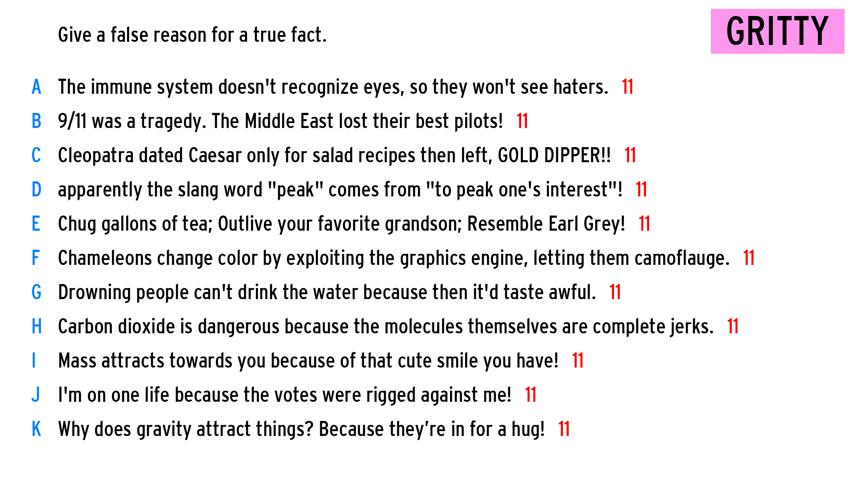 Give a false reason for a true fact.
GRITTY
A The immune system doesn't recognize eyes, so they won't see haters. 11
B 9/11 was a tragedy. The Middle East lost their best pilots! 11
C Cleopatra dated Caesar only for salad recipes then left, GOLD DIPPER!! 11
D apparently the slang word "peak" comes from "to peak one's interest"! 11
E Chug gallons of tea; Outlive your favorite grandson; Resemble Earl Grey! 11
F Chameleons change color by exploiting the graphics engine, letting them camoflauge. 11
G Drowning people can't drink the water because then it'd taste awful. 11
H Carbon dioxide is dangerous because the molecules themselves are complete jerks. 11
I Mass attracts towards you because of that cute smile you have! 11
J I'm on one life because the votes were rigged against me! 11
K Why does gravity attract things? Because they’re in for a hug! 11